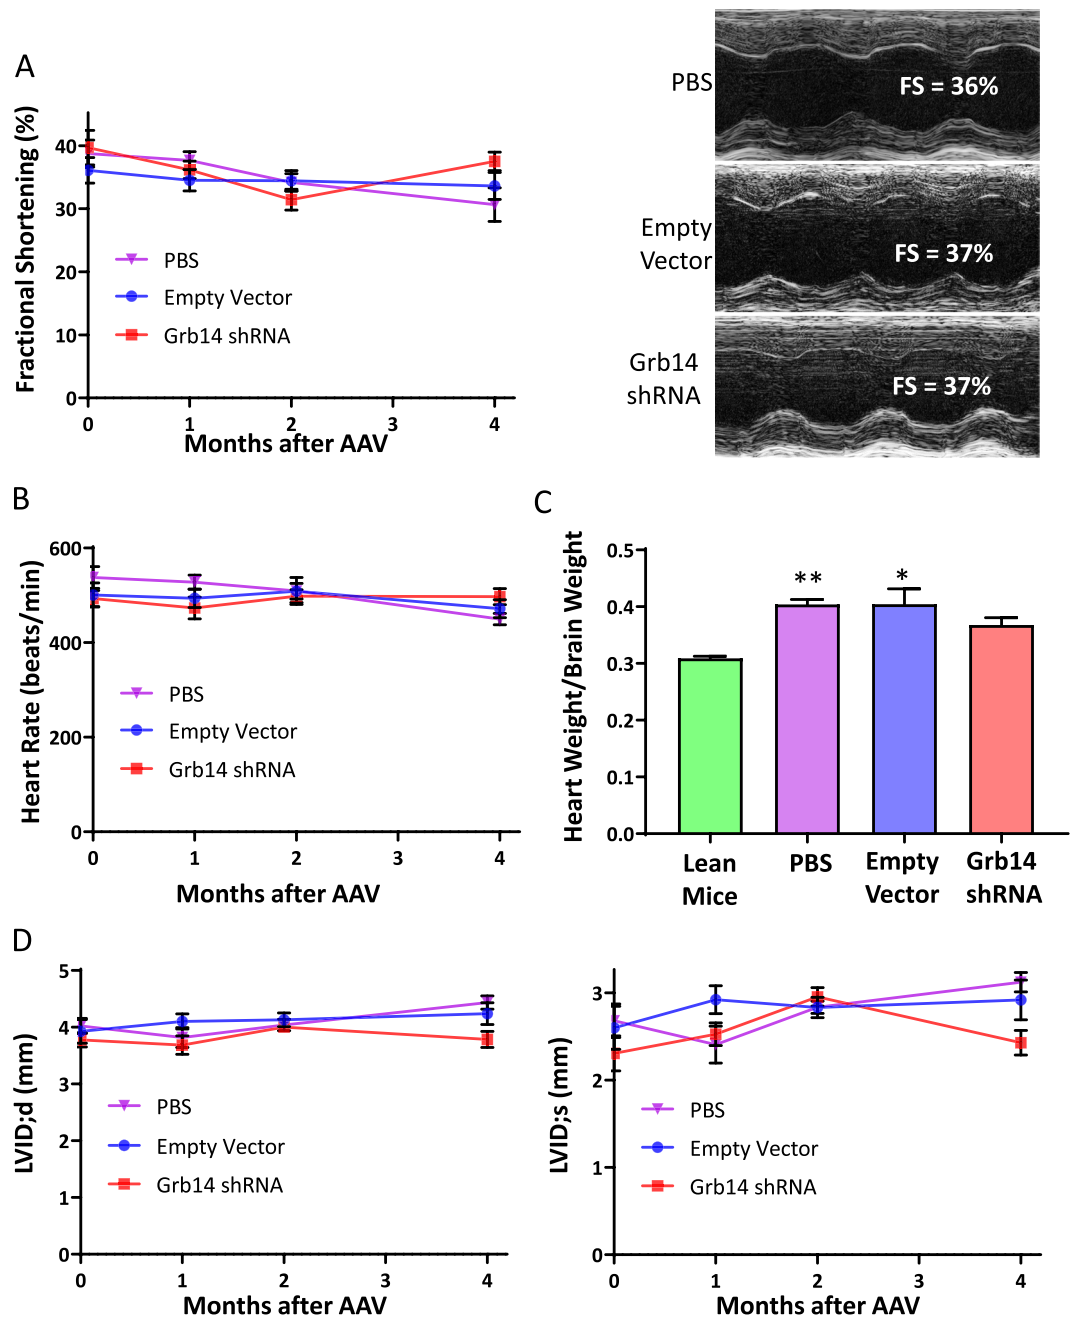 A
Fractional Shortening (%)
40
30
20
10
0
0 1 2 3 4
Months after AAV
PBS
Empty Vector
Grb14 shRNA
PBS
FS = 36%
Empty
Vector
FS = 37%
Grb14
shRNA
FS = 37%
B
Heart Rate (beats/min)
600
400
200
0
0 1 2 3 4
Months after AAV
PBS
Empty Vector
Grb14 shRNA
C
Heart Weight/Brain Weight
0.5
0.4
0.3
0.2
0.1
0.0
**
*
Lean
Mice
PBS
Empty
Vector
Grb14
shRNA
D
LVID;d (mm)
5
4
3
2
1
0
0 1 2 3 4
Months after AAV
PBS
Empty Vector
Grb14 shRNA
LVID;s (mm)
3
2
1
0
0 1 2 3 4
Months after AAV
PBS
Empty Vector
Grb14 shRNA